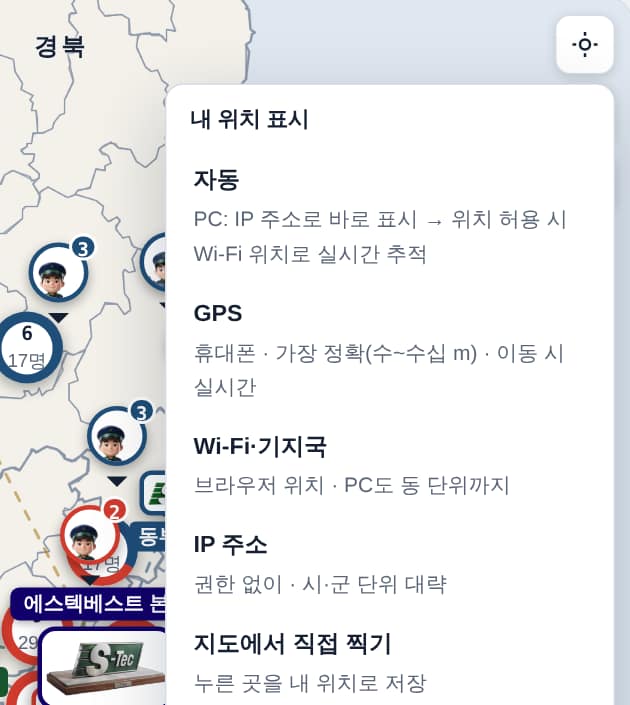 경북
내 위치 표시
자동
PC: IP 주소로 바로 표시 → 위치 허용 시
Wi-Fi 위치로 실시간 추적
3
6
17명
GPS
휴대폰 · 가장 정확(수~수십 m) · 이동 시
실시간
3
Wi-Fi·기지국
브라우저 위치 · PC도 동 단위까지
2
17명
IP 주소
권한 없이 · 시·군 단위 대략
에스텍베스트 본
29
S-Tec
지도에서 직접 찍기
누른 곳을 내 위치로 저장